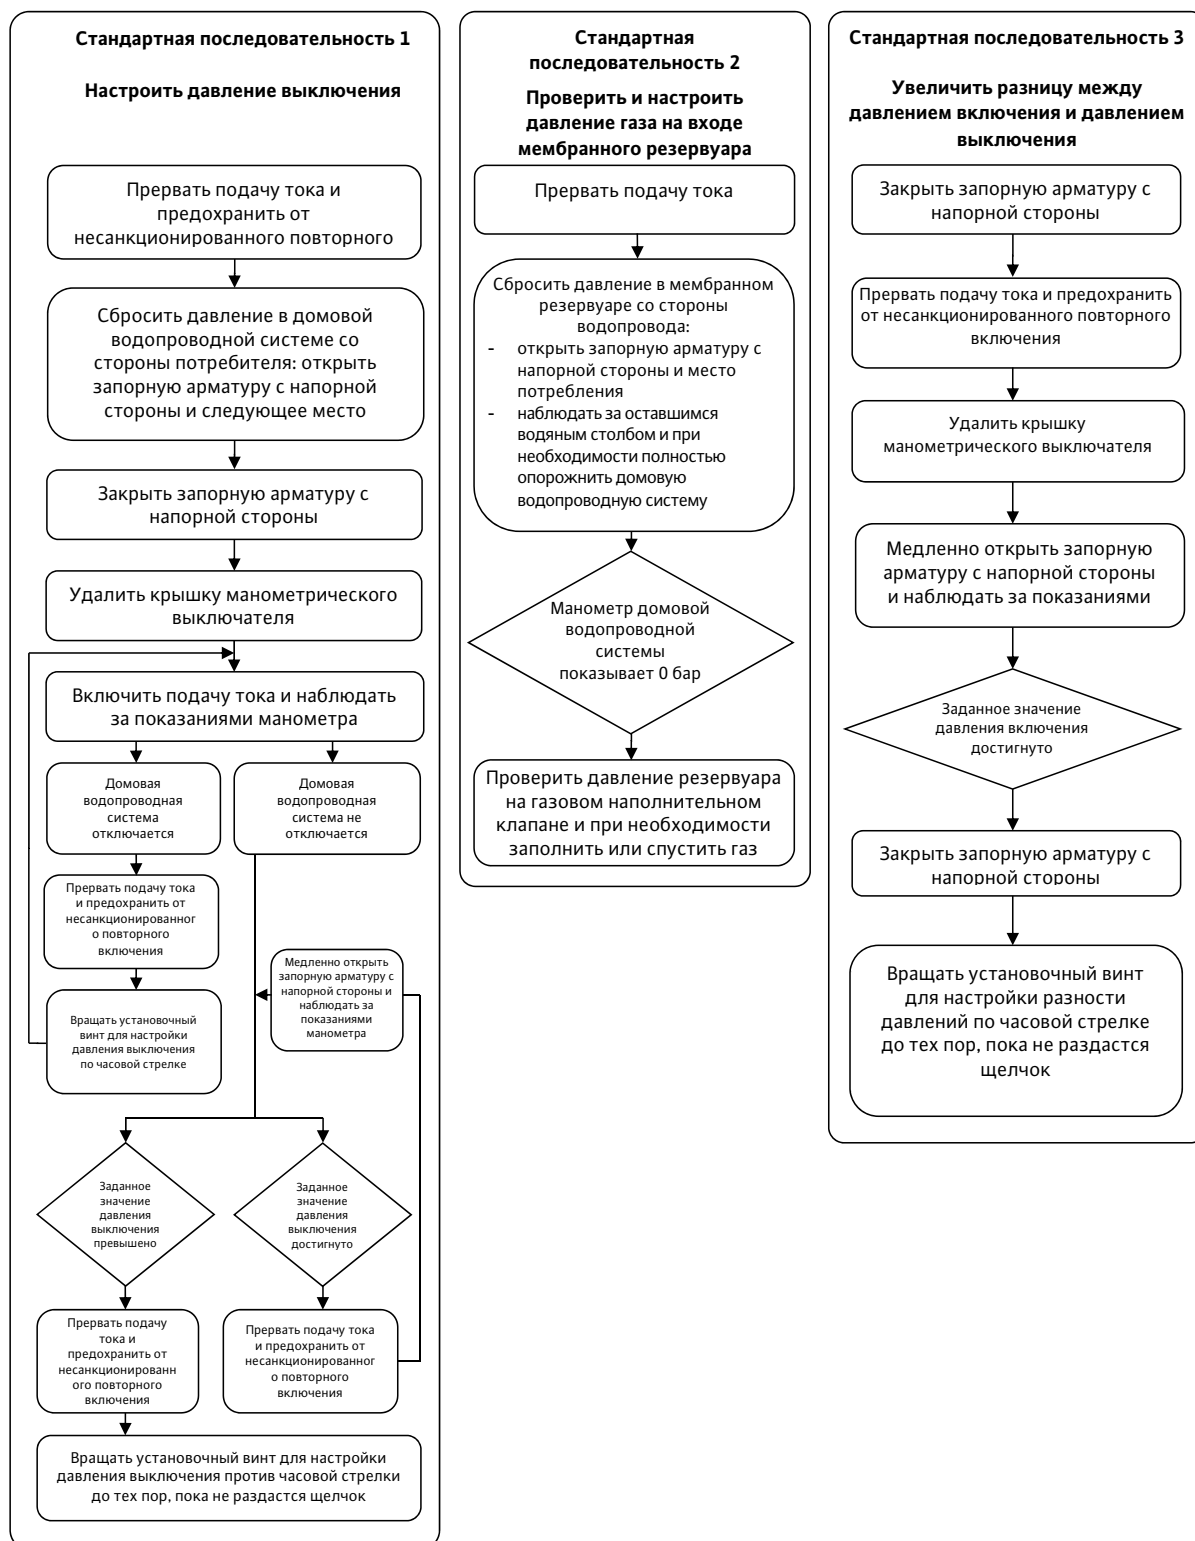 Стандартная последовательность 1
Настроить давление выключения
Прервать подачу тока и
предохранить от
несанкционированного повторного
Сбросить давление в домовой
водопроводной системе со
стороны потребителя: открыть
запорную арматуру с напорной
стороны и следующее место
Закрыть запорную арматуру с
напорной стороны
Удалить крышку манометрического
выключателя
Включить подачу тока и наблюдать
за показаниями манометра
Домовая
водопроводная
система
отключается
Домовая
водопроводная
система не
отключается
Прервать подачу тока
и предохранить от
несанкционированног
о повторного
включения
Медленно открыть
запорную арматуру с
напорной стороны и
наблюдать за
показаниями
манометра
Вращать установочный
винт для настройки
давления выключения
по часовой стрелке
Заданное
значение
давления
выключения
превышено
Заданное
значение
давления
выключения
достигнуто
Прервать подачу
тока и
предохранить от
несанкционированн
ого повторного
включения
Прервать подачу тока
и предохранить от
несанкционированног
о повторного
включения
Вращать установочный винт для настройки
давления выключения против часовой стрелки
до тех пор, пока не раздастся щелчок
Стандартная
последовательность 2
Проверить и настроить
давление газа на входе
мембранного резервуара
Прервать подачу тока
Сбросить давление в мембранном
резервуаре со стороны
водопровода:
- открыть запорную арматуру с
напорной стороны и место
потребления
- наблюдать за оставшимся
водяным столбом и при
необходимости полностью
опорожнить домовую
водопроводную систему
Манометр домовой
водопроводной
системы
показывает 0 бар
Проверить давление резервуара
на газовом наполнительном
клапане и при необходимости
заполнить или спустить газ
Стандартная последовательность 3
Увеличить разницу между
давлением включения и давлением
выключения
Закрыть запорную арматуру с
напорной стороны
Прервать подачу тока и предохранить
от несанкционированного повторного
включения
Удалить крышку
манометрического выключателя
Медленно открыть запорную
арматуру с напорной стороны
и наблюдать за показаниями
Заданное значение
давления включения
достигнуто
Закрыть запорную арматуру с
напорной стороны
Вращать установочный винт
для настройки разности
давлений по часовой стрелке
до тех пор, пока не раздастся
щелчок